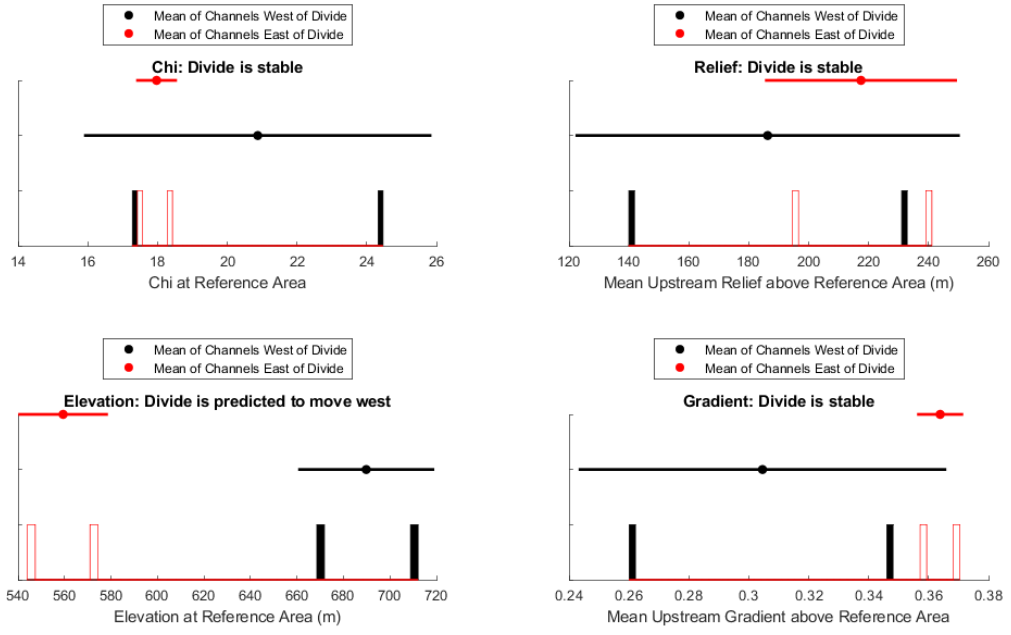 Mean of Channels West of Divide
Mean of Channels East of Divide
Chi: Divide is stable
14 16 18 20 22 24 26
Chi at Reference Area
Mean of Channels West of Divide
Mean of Channels East of Divide
Relief: Divide is stable
120 140 160 180 200 220 240 260
Mean Upstream Relief above Reference Area (m)
Mean of Channels West of Divide
Mean of Channels East of Divide
Elevation: Divide is predicted to move west
540 560 580 600 620 640 660 680 700 720
Elevation at Reference Area (m)
Mean of Channels West of Divide
Mean of Channels East of Divide
Gradient: Divide is stable
0.24 0.26 0.28 0.3 0.32 0.34 0.36 0.38
Mean Upstream Gradient above Reference Area